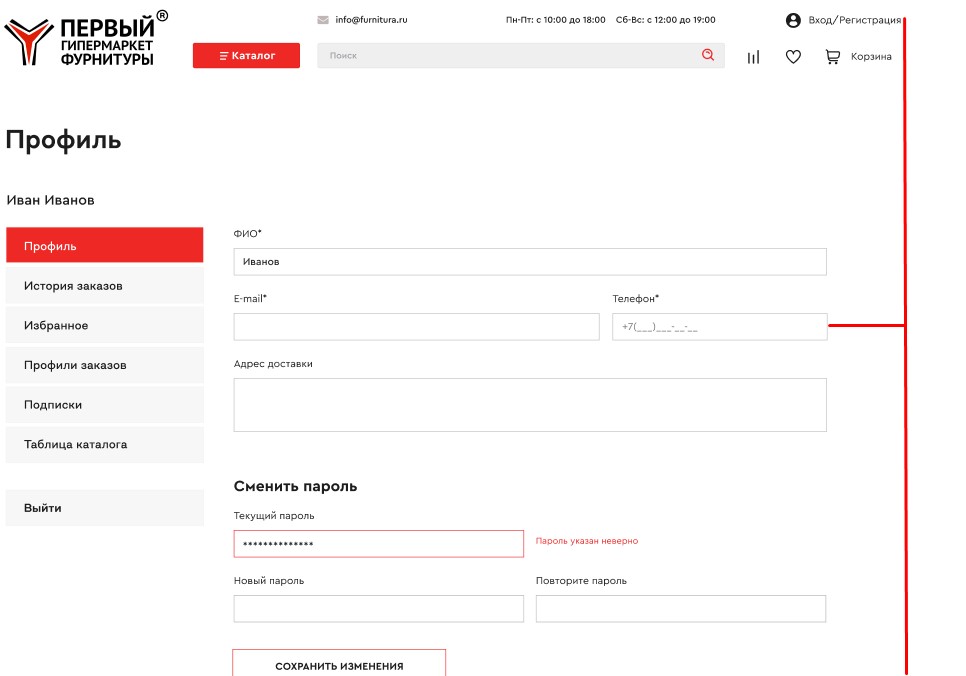 ПЕРВЫЙ®
ГИПЕРМАРКЕТ
ФУРНИТУРЫ
info@furnitura.ru
Пн-Пт: с 10:00 до 18:00 Сб-Вс: с 12:00 до 19:00
Вход/Регистрация
Каталог
Поиск
Корзина
Профиль
Иван Иванов
Профиль
История заказов
Избранное
Профили заказов
Подписки
Таблица каталога
Выйти
ФИО*
Иванов
E-mail*
Телефон*
+7(___)___-__-__
Адрес доставки
Сменить пароль
Текущий пароль
**************
Пароль указан неверно
Новый пароль
Повторите пароль
СОХРАНИТЬ ИЗМЕНЕНИЯ